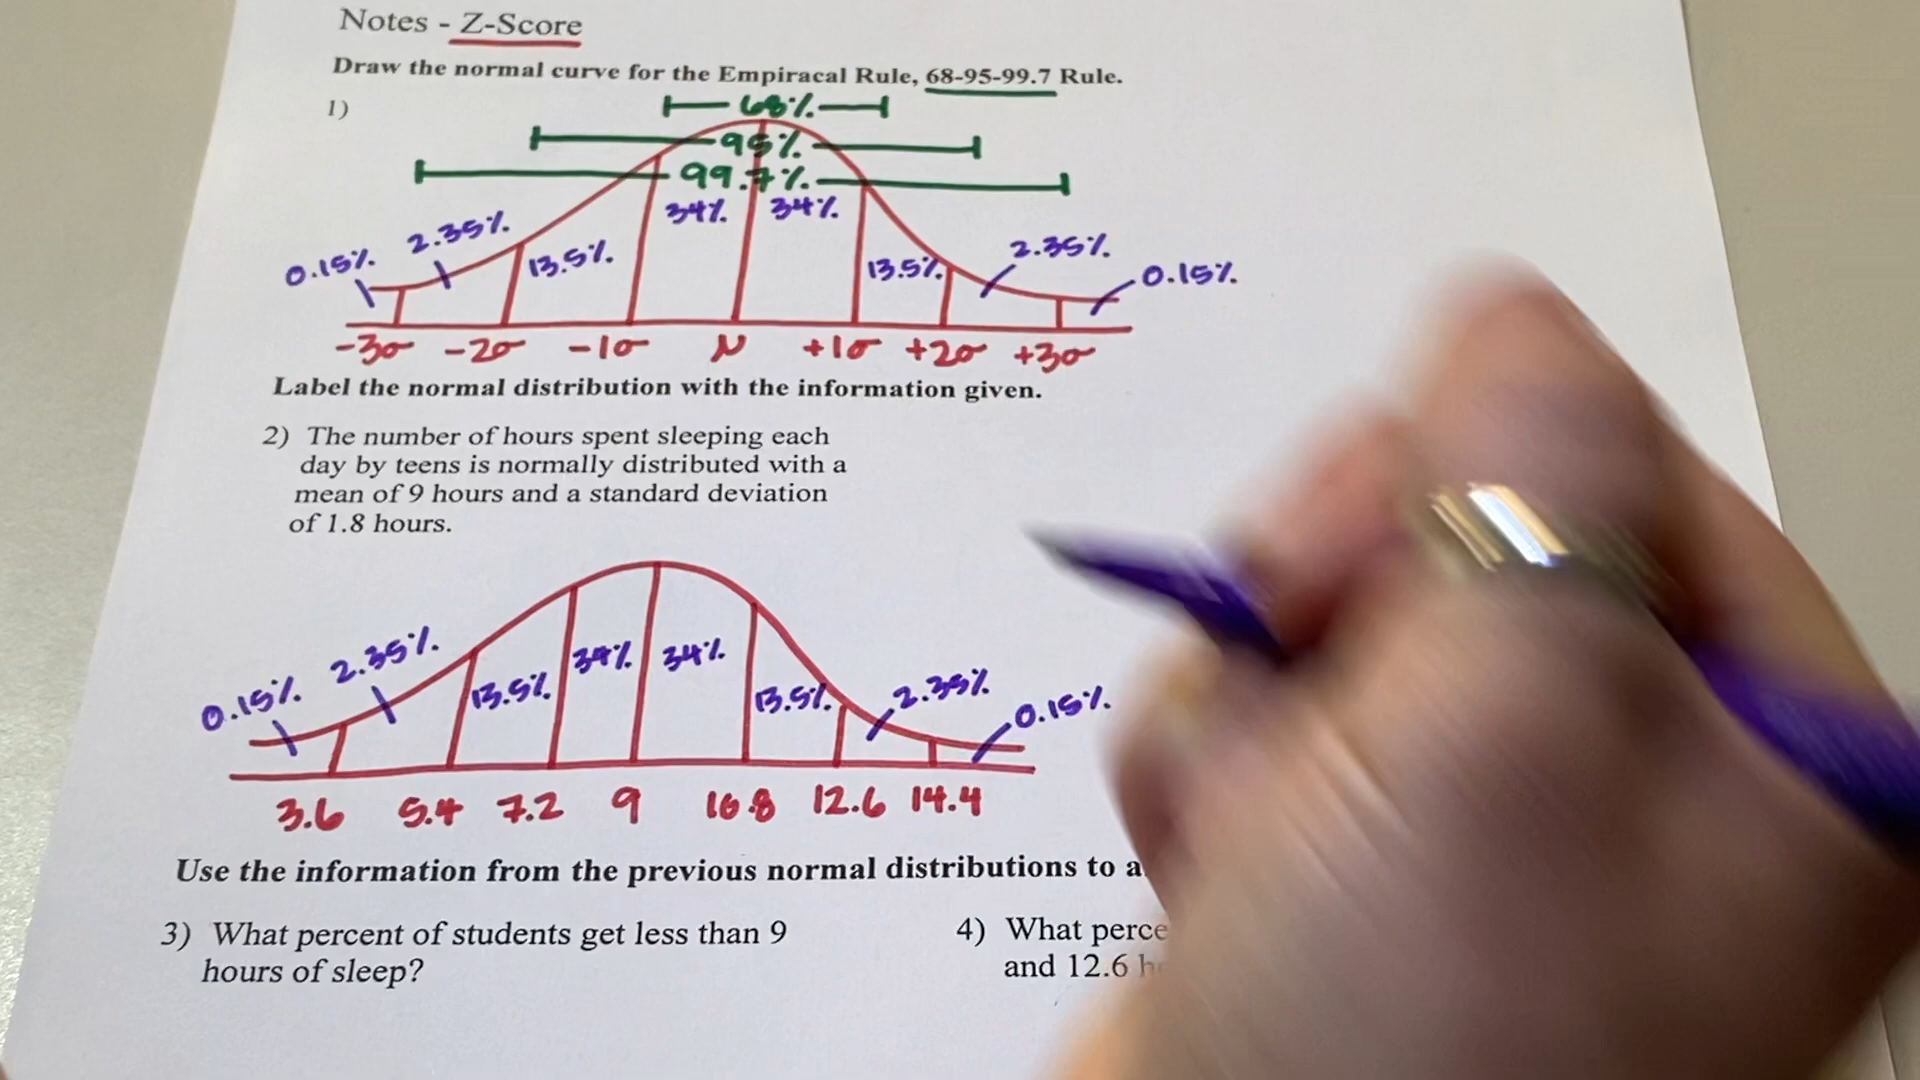 Notes - Z-Score
Draw the normal curve for the Empiracal Rule, 68-95-99.7 Rule.
1)
68%
95%
99.7%
34% 34%
0.15% 2.35% 13.5% 13.5% 2.35% 0.15%
-3σ -2σ -1σ μ +1σ +2σ +3σ
Label the normal distribution with the information given.
2) The number of hours spent sleeping each
day by teens is normally distributed with a
mean of 9 hours and a standard deviation
of 1.8 hours.
0.15% 2.35% 13.5% 34% 34% 13.5% 2.35% 0.15%
3.6 5.4 7.2 9 10.8 12.6 14.4
Use the information from the previous normal distributions to
3) What percent of students get less than 9
hours of sleep?
4) What
and 12.6